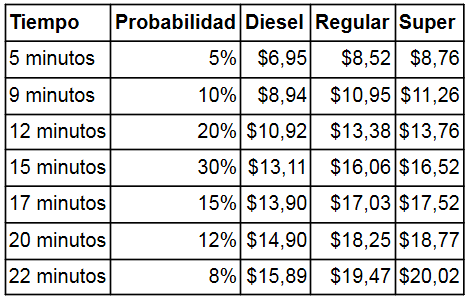 Tiempo Probabilidad Diesel Regular Super
5 minutos 5% $6,95 $8,52 $8,76
9 minutos 10% $8,94 $10,95 $11,26
12 minutos 20% $10,92 $13,38 $13,76
15 minutos 30% $13,11 $16,06 $16,52
17 minutos 15% $13,90 $17,03 $17,52
20 minutos 12% $14,90 $18,25 $18,77
22 minutos 8% $15,89 $19,47 $20,02